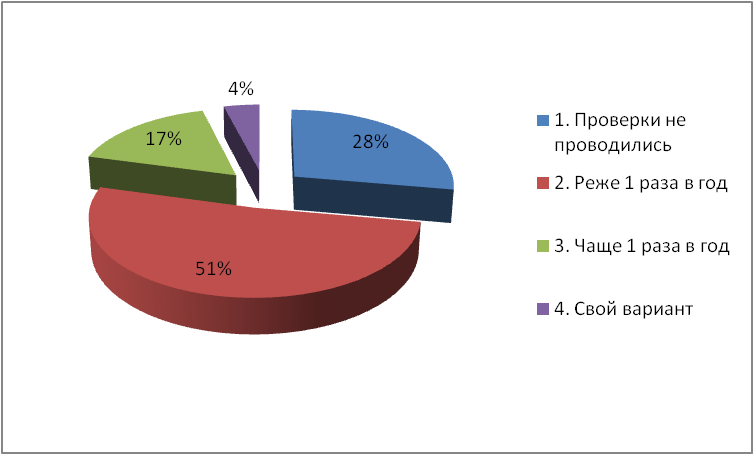 4%
17%
28%
51%
1. Проверки не
проводились
2. Реже 1 раза в год
3. Чаще 1 раза в год
4. Свой вариант